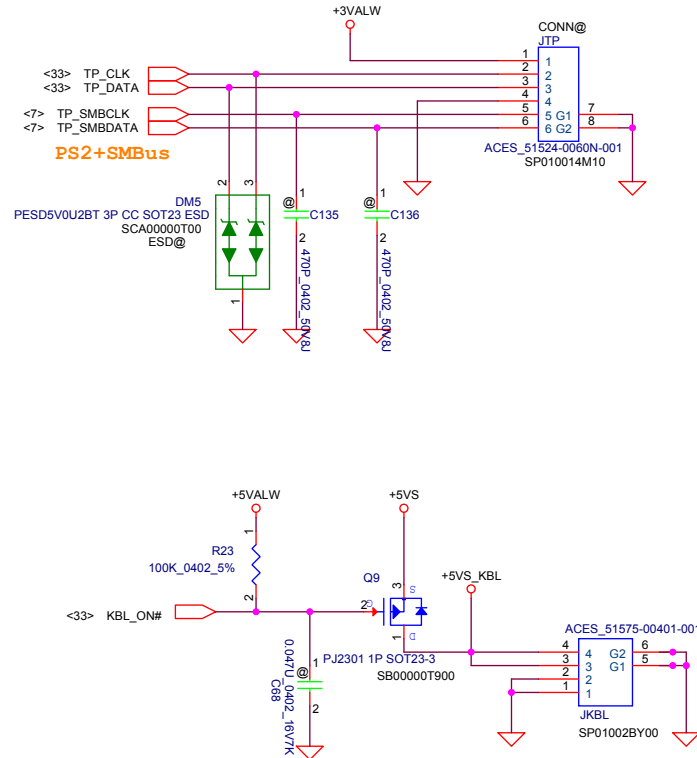 +3VALW
CONN@
JTP
<33> TP_CLK
<33> TP_DATA
<7> TP_SMBCLK
<7> TP_SMBDATA
PS2+SMBus
1 1
2 2
3 3
4 4
5 5 G1 7
6 6 G2 8
ACES_51524-0060N-001
SP010014M10
2 3
DM5
PESD5V0U2BT 3P CC SOT23 ESD
SCA00000T00
ESD@
1
@ 1
C135
2
470P_0402_50V8J
@ 1
C136
2
470P_0402_50V8J
+5VALW
+5VS
1
R23
100K_0402_5%
2
<33> KBL_ON#
Q9
3 S
2 G
1 D
PJ2301 1P SOT23-3
SB00000T900
+5VS_KBL
0.047U_0402_16V7K
C68
@ 1
2
ACES_51575-00401-001
4 4 G2 6
3 3 G1 5
2 2
1 1
JKBL
SP01002BY00